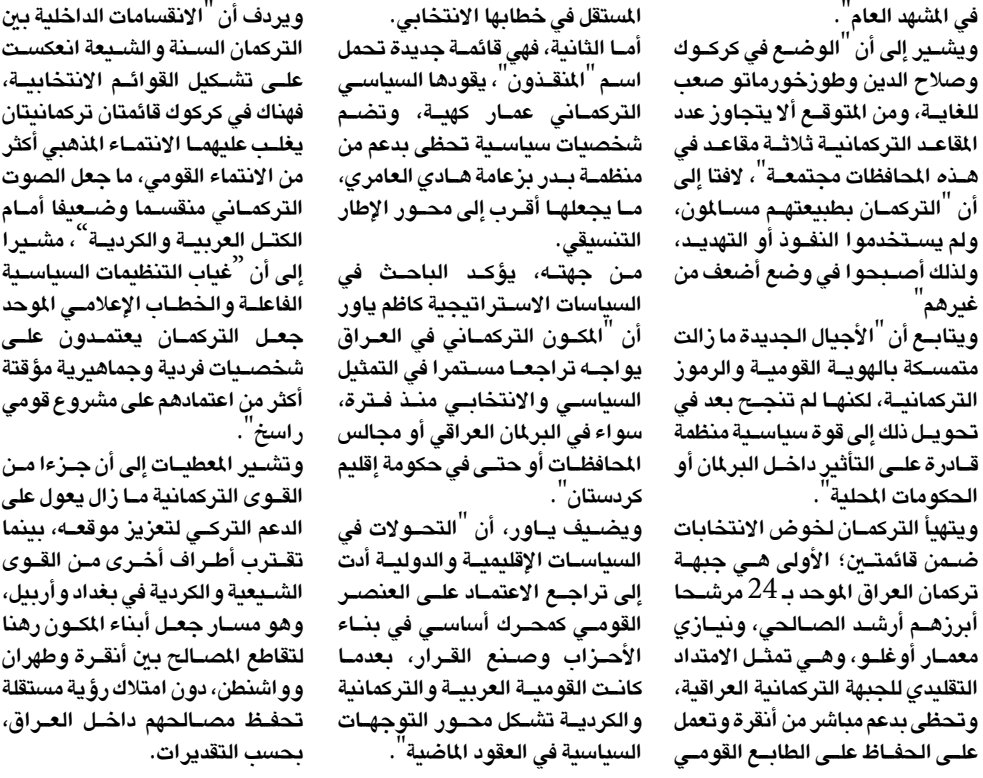 في المشهد العام".
ويشير إلى أن "الوضع في كركوك
وصلاح الدين وطوزخورماتو صعب
للغاية، ومن المتوقع ألا يتجاوز عدد
المقاعد التركمانية ثلاثة مقاعد في
هذه المحافظات مجتمعة"، لافتا إلى
أن "التركمان بطبيعتهم مسالمون،
ولم يستخدموا النفوذ أو التهديد،
ولذلك أصبحوا في وضع أضعف من
غيرهم"
ويتابع أن "الأجيال الجديدة ما زالت
متمسكة بالهوية القومية والرموز
التركمانية، لكنها لم تنجح بعد في
تحويل ذلك إلى قوة سياسية منظمة
قادرة على التأثير داخل البرلمان أو
الحكومات المحلية".
ويتهيأ التركمان لخوض الانتخابات
ضمن قائمتين؛ الأولى هي جبهة
تركمان العراق الموحد بـ 24 مرشحا
أبرزهم أرشد الصالحي، ونيازي
معمار أوغلو، وهي تمثل الامتداد
التقليدي للجبهة التركمانية العراقية،
وتحظى بدعم مباشر من أنقرة وتعمل
على الحفاظ على الطابع القومي
المستقل في خطابها الانتخابي.
أما الثانية، فهي قائمة جديدة تحمل
اسم "المنقذون"، يقودها السياسي
التركماني عمار كهية، وتضم
شخصيات سياسية تحظى بدعم من
منظمة بدر بزعامة هادي العامري،
ما يجعلها أقرب إلى محور الإطار
التنسيقي.
من جهته، يؤكد الباحث في
السياسات الاستراتيجية كاظم ياور
أن "المكون التركماني في العراق
يواجه تراجعا مستمرا في التمثيل
السياسي والانتخابي منذ فترة،
سواء في البرلمان العراقي أو مجالس
المحافظات أو حتى في حكومة إقليم
كردستان".
ويضيف ياور، أن "التحولات في
السياسات الإقليمية والدولية أدت
إلى تراجع الاعتماد على العنصر
القومي كمحرك أساسي في بناء
الأحزاب وصنع القرار، بعدما
كانت القومية العربية والتركمانية
والكردية تشكل محور التوجهات
السياسية في العقود الماضية".
ويردف أن "الانقسامات الداخلية بين
التركمان السنة والشيعة انعكست
على تشكيل القوائم الانتخابية،
فهناك في كركوك قائمتان تركمانيتان
يغلب عليهما الانتماء المذهبي أكثر
من الانتماء القومي، ما جعل الصوت
التركماني منقسما وضعيفا أمام
الكتل العربية والكردية“، مشيرا
إلى أن ”غياب التنظيمات السياسية
الفاعلة والخطاب الإعلامي الموحد
جعل التركمان يعتمدون على
شخصيات فردية وجماهيرية مؤقتة
أكثر من اعتمادهم على مشروع قومي
راسخ".
وتشير المعطيات إلى أن جزءا من
القوى التركمانية ما زال يعول على
الدعم التركي لتعزيز موقعه، بينما
تقترب أطراف أخرى من القوى
الشيعية والكردية في بغداد وأربيل،
وهو مسار جعل أبناء المكون رهنا
لتقاطع المصالح بين أنقرة وطهران
وواشنطن، دون امتلاك رؤية مستقلة
تحفظ مصالحهم داخل العراق،
بحسب التقديرات.